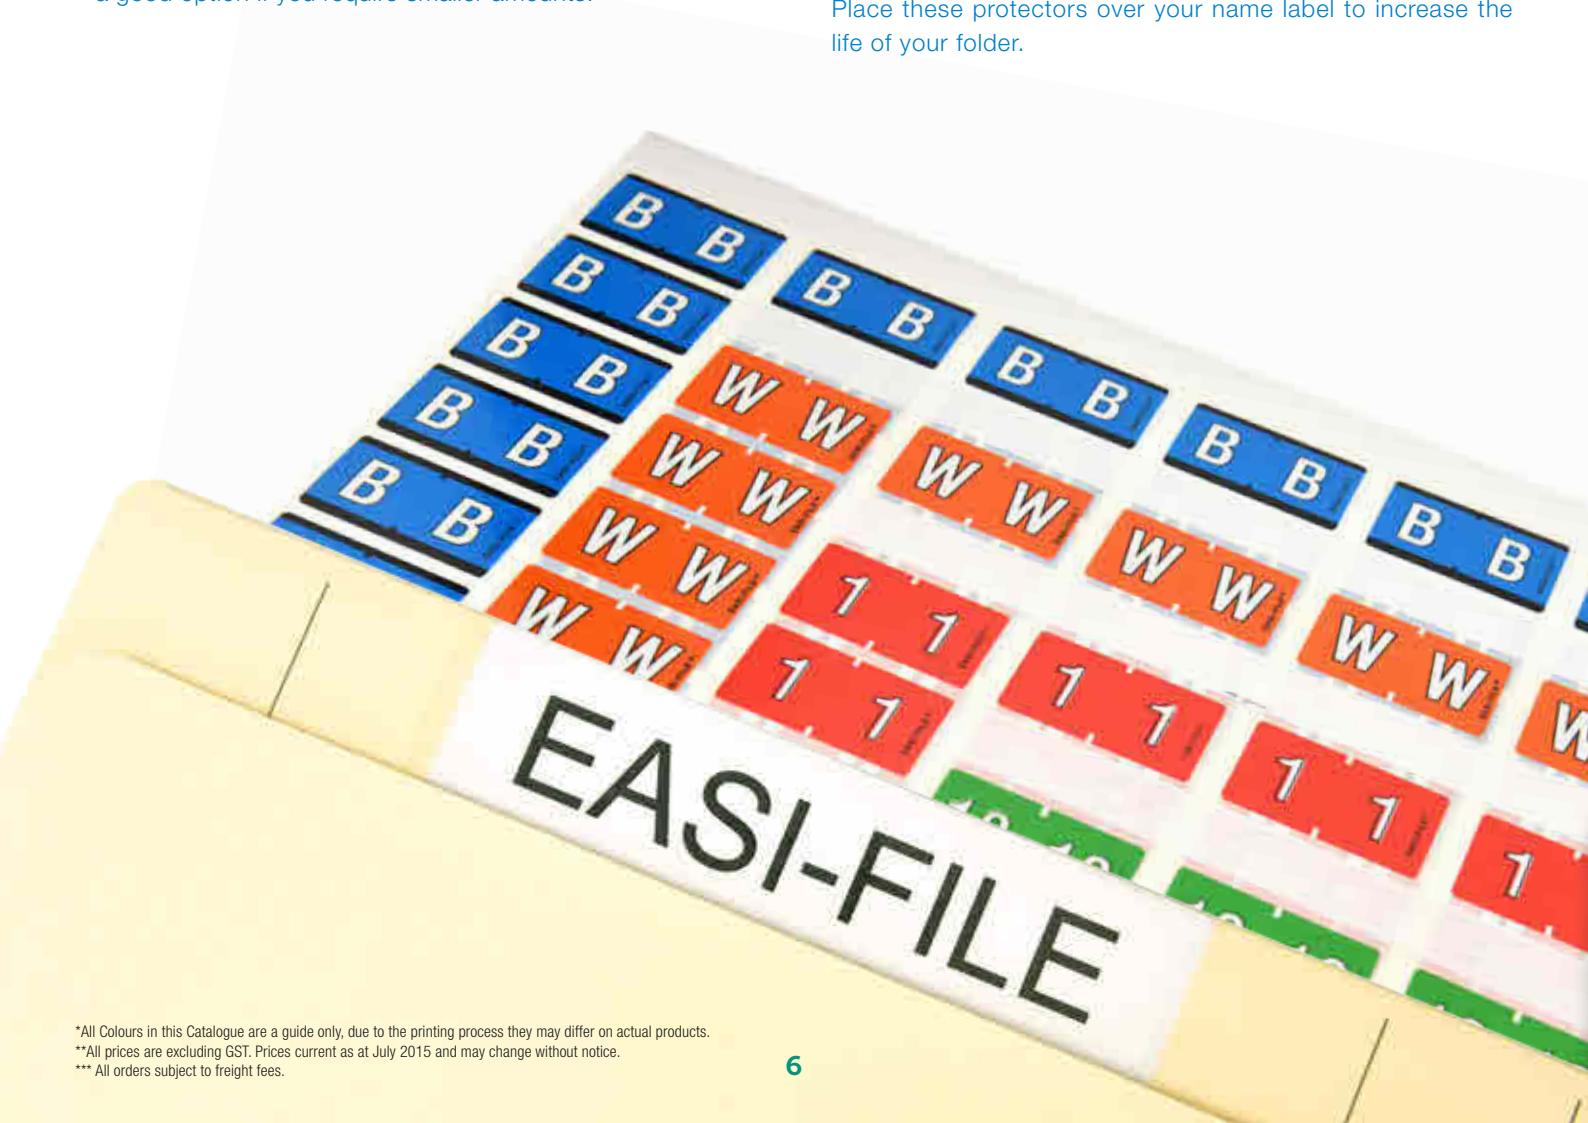 a good option if you require smaller amounts.
Place these protectors over your name label to increase the
life of your folder.
B B
B B
B B
B B
B B
B B
B B
B B
B B
W W
W W
W W
W W
W W
W W
W W
W
1 1
1 1
1 1
1 1
1
EASI-FILE
*All Colours in this Catalogue are a guide only, due to the printing process they may differ on actual products.
**All prices are excluding GST. Prices current as at July 2015 and may change without notice.
*** All orders subject to freight fees.
6